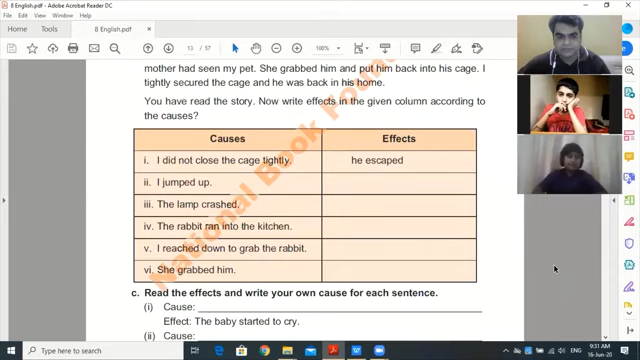 8 English.pdf - Adobe Acrobat Reader DC
File Edit View Window Help
Home Tools 8 English.pdf ×
13 / 57 100%
mother had seen my pet. She grabbed him and put him back into his cage. I
tightly secured the cage and he was back in his home.
You have read the story. Now write effects in the given column according to
the causes?
Causes Effects
i. I did not close the cage tightly. he escaped
ii. I jumped up.
iii. The lamp crashed.
iv. The rabbit ran into the kitchen.
v. I reached down to grab the rabbit.
vi. She grabbed him.
National Book Foun
c. Read the effects and write your own cause for each sentence.
(i) Cause:
Effect: The baby started to cry.
(ii) Cause:
9:31 AM
16-Jun-20